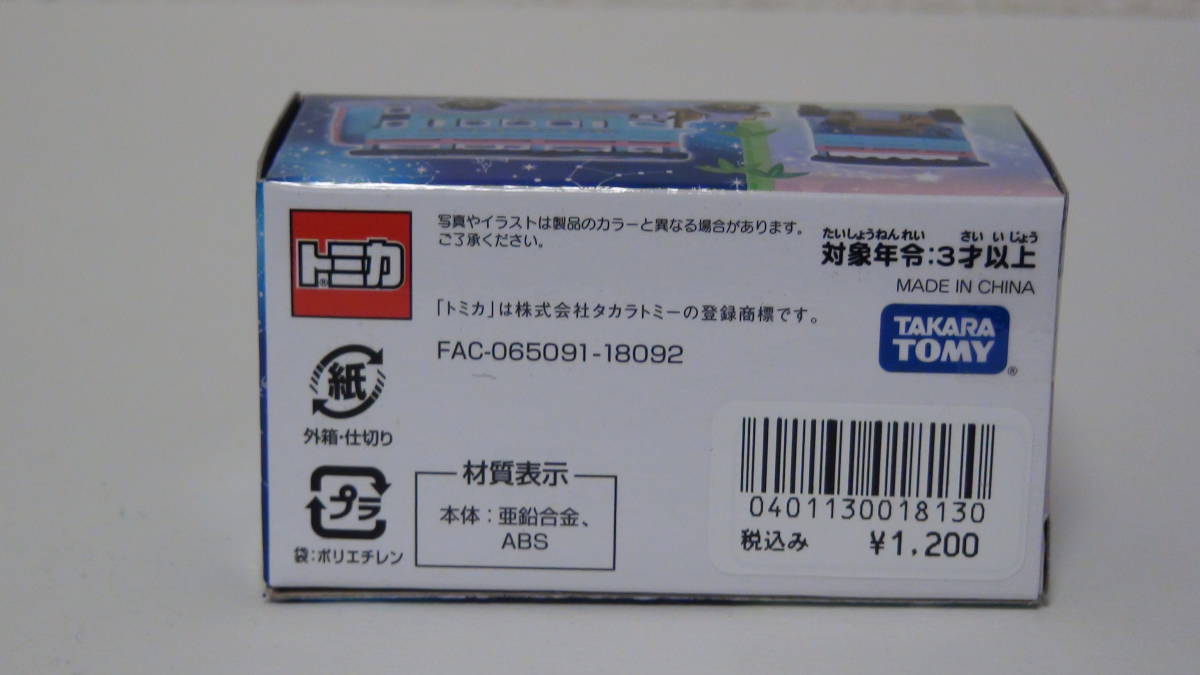 トミカ®
写真やイラストは製品のカラーと異なる場合があります。
ご了承ください。
たいしょうねんれい さいいじょう
対象年令:3才以上
MADE IN CHINA
「トミカ」は株式会社タカラトミーの登録商標です。
TAKARA
TOMY®
FAC-065091-18092
紙
外箱・仕切り
プラ
袋:ポリエチレン
材質表示
本体:亜鉛合金、
ABS
0401130018130
税込み ¥1,200